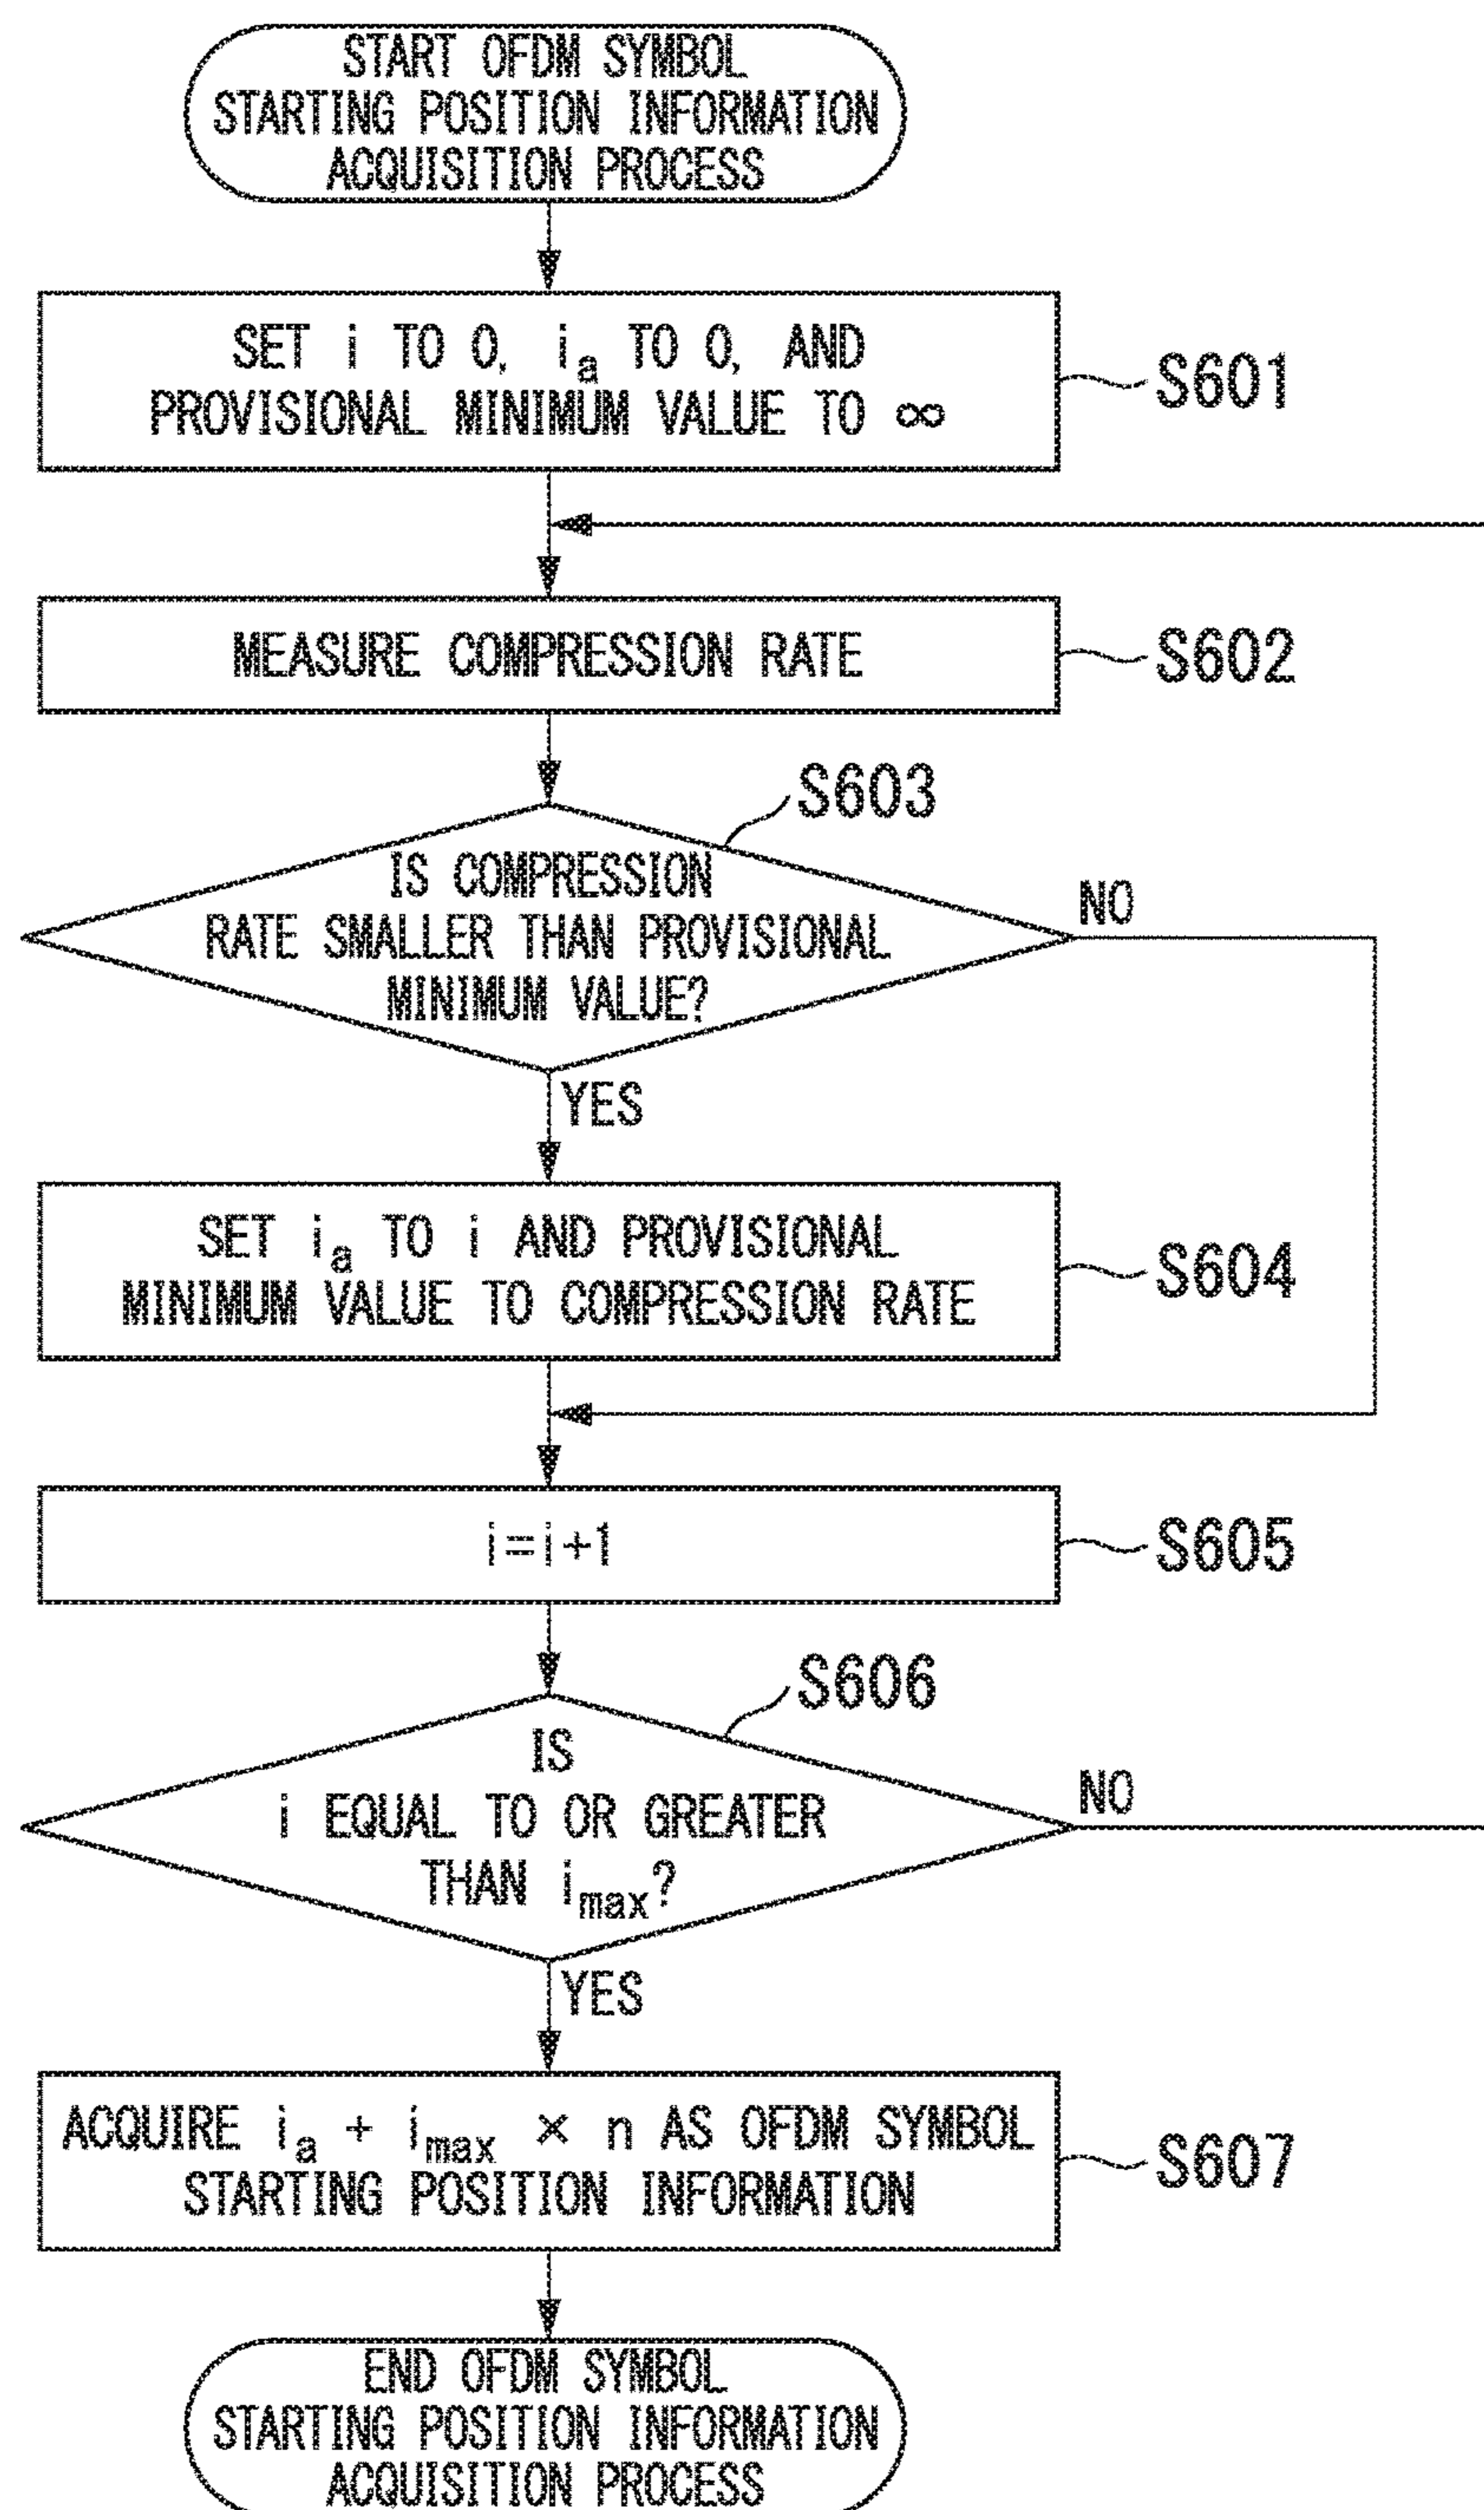 START OFDM SYMBOL
STARTING POSITION INFORMATION
ACQUISITION PROCESS
SET i TO 0, iₐ TO 0, AND
PROVISIONAL MINIMUM VALUE TO ∞
S601
MEASURE COMPRESSION RATE
S602
S603
IS COMPRESSION
RATE SMALLER THAN PROVISIONAL
MINIMUM VALUE?
NO
YES
SET iₐ TO i AND PROVISIONAL
MINIMUM VALUE TO COMPRESSION RATE
S604
i=i+1
S605
S606
IS
i EQUAL TO OR GREATER
THAN iₘₐₓ?
NO
YES
ACQUIRE iₐ + iₘₐₓ × n AS OFDM SYMBOL
STARTING POSITION INFORMATION
S607
END OFDM SYMBOL
STARTING POSITION INFORMATION
ACQUISITION PROCESS